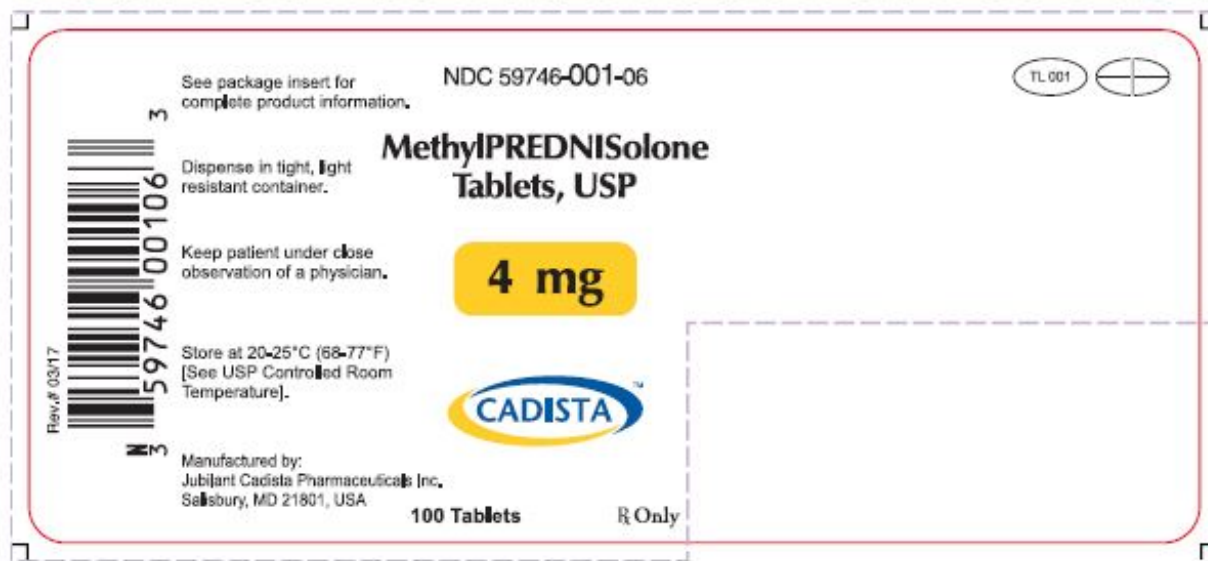 See package insert for
complete product information.
Dispense in tight, light
resistant container.
Keep patient under close
observation of a physician.
Store at 20-25°C (68-77°F)
[See USP Controlled Room
Temperature].
Manufactured by:
Jubilant Cadista Pharmaceuticals Inc.
Salisbury, MD 21801, USA
Rev.# 03/17
N
3
59746 00106
3
NDC 59746-001-06
MethylPREDNISolone
Tablets, USP
4 mg
CADISTA™
100 Tablets
℞ Only
TL 001